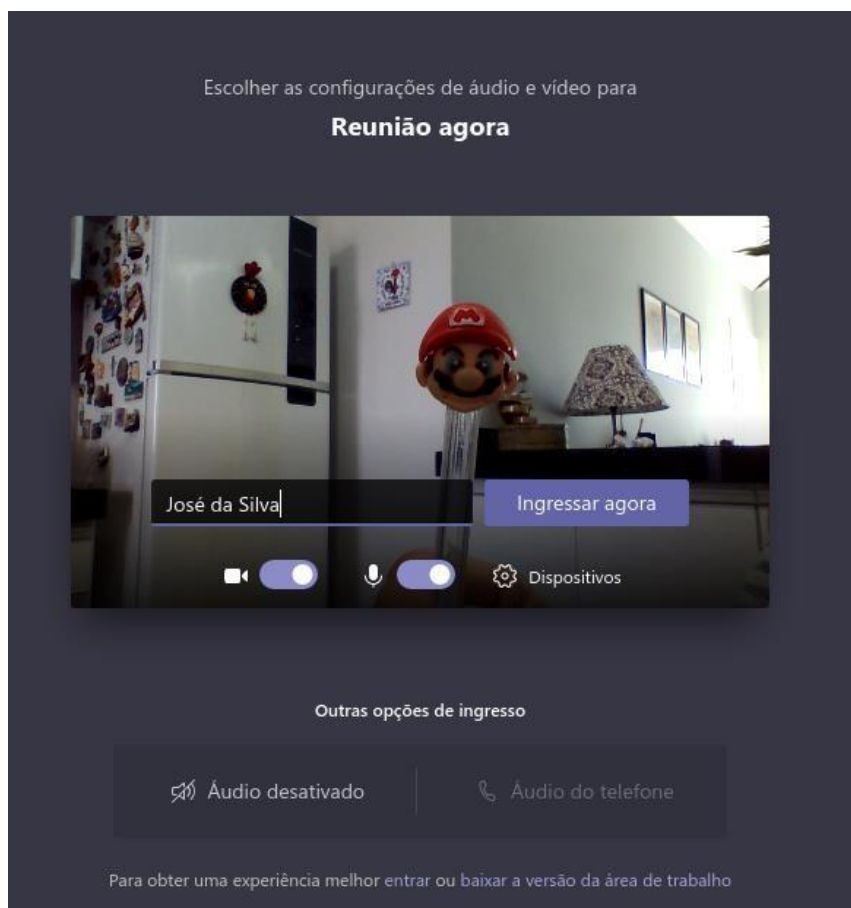 Escolher as configurações de áudio e vídeo para
Reunião agora
José da Silva
Ingressar agora
Dispositivos
Outras opções de ingresso
Áudio desativado
Áudio do telefone
Para obter uma experiência melhor entrar ou baixar a versão da área de trabalho